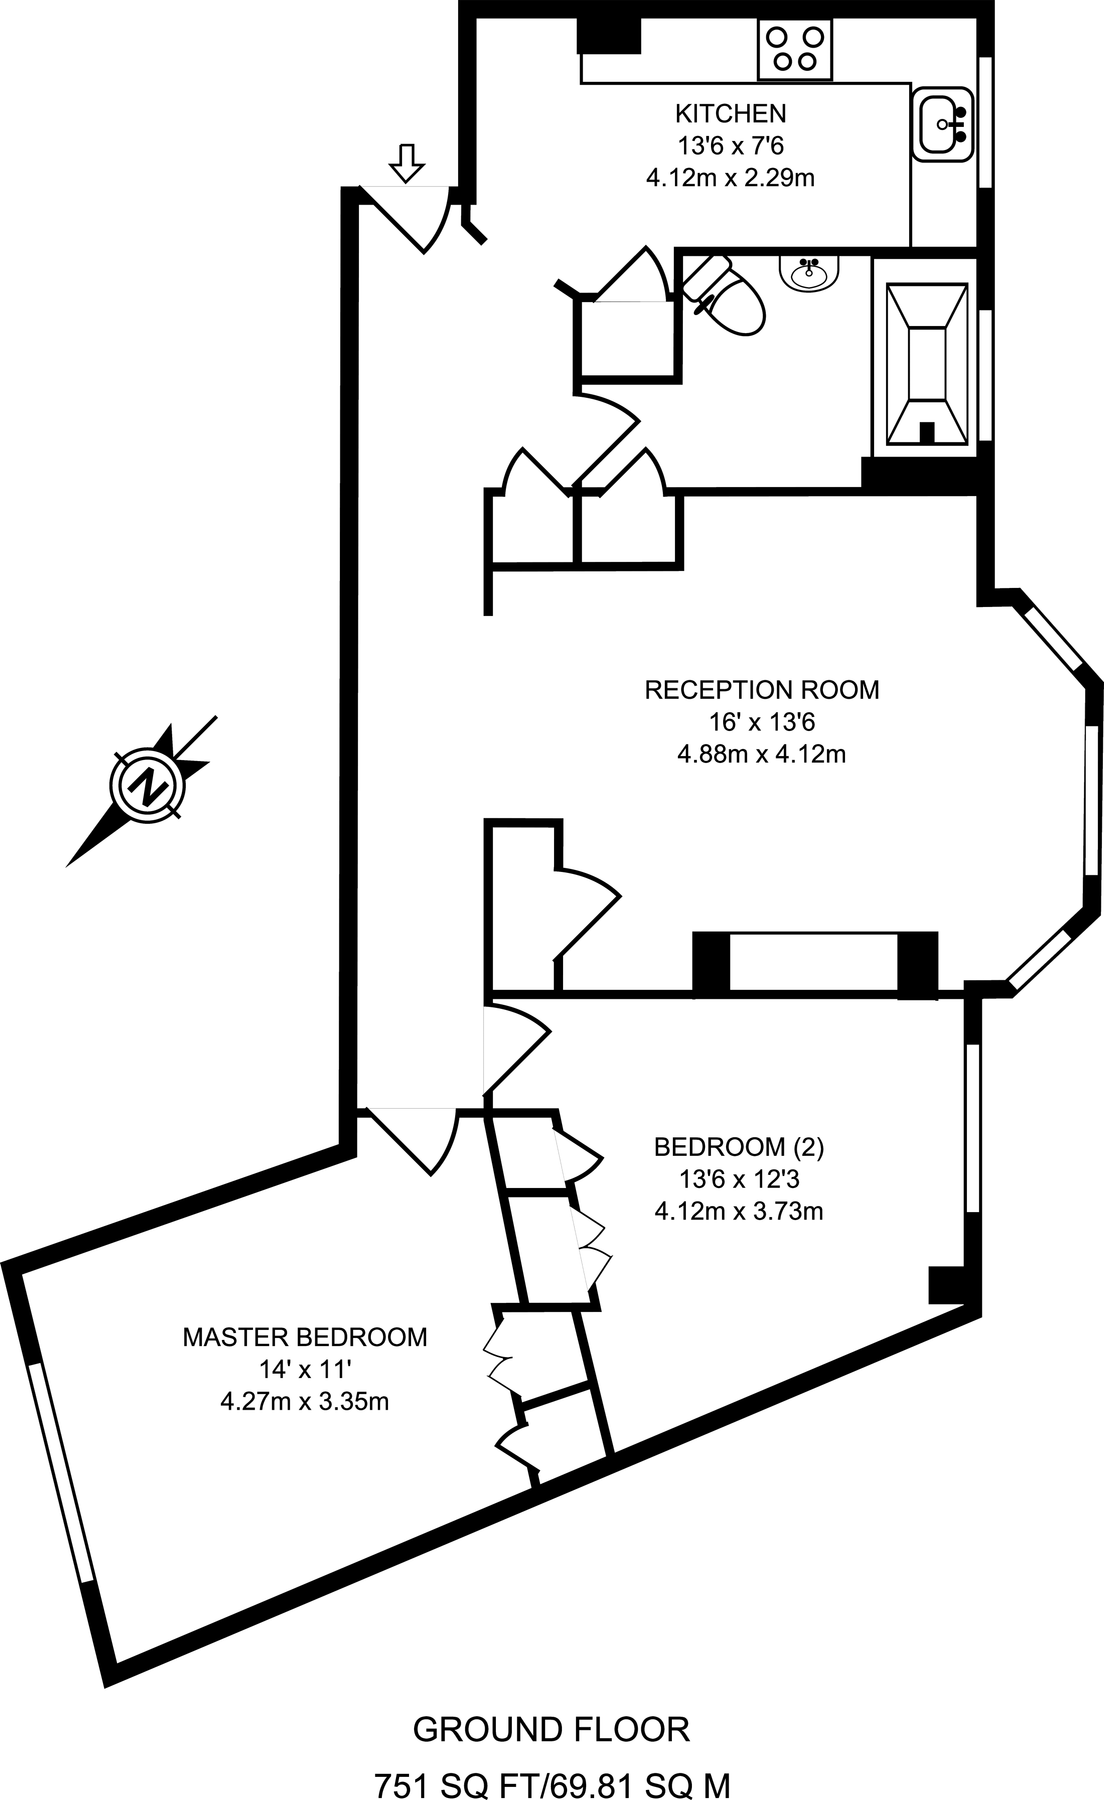 KITCHEN
13'6 x 7'6
4.12m x 2.29m
RECEPTION ROOM
16' x 13'6
4.88m x 4.12m
N
BEDROOM (2)
13'6 x 12'3
4.12m x 3.73m
MASTER BEDROOM
14' x 11'
4.27m x 3.35m
GROUND FLOOR
751 SQ FT/69.81 SQ M